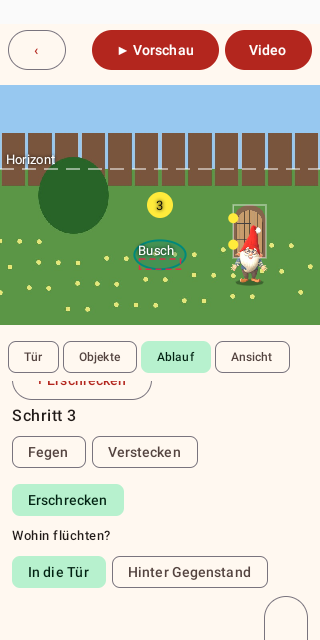 ‹
► Vorschau
Video
Horizont
3
Busch
Tür
Objekte
Ablauf
Ansicht
Erschrecken
Schritt 3
Fegen
Verstecken
Erschrecken
Wohin flüchten?
In die Tür
Hinter Gegenstand